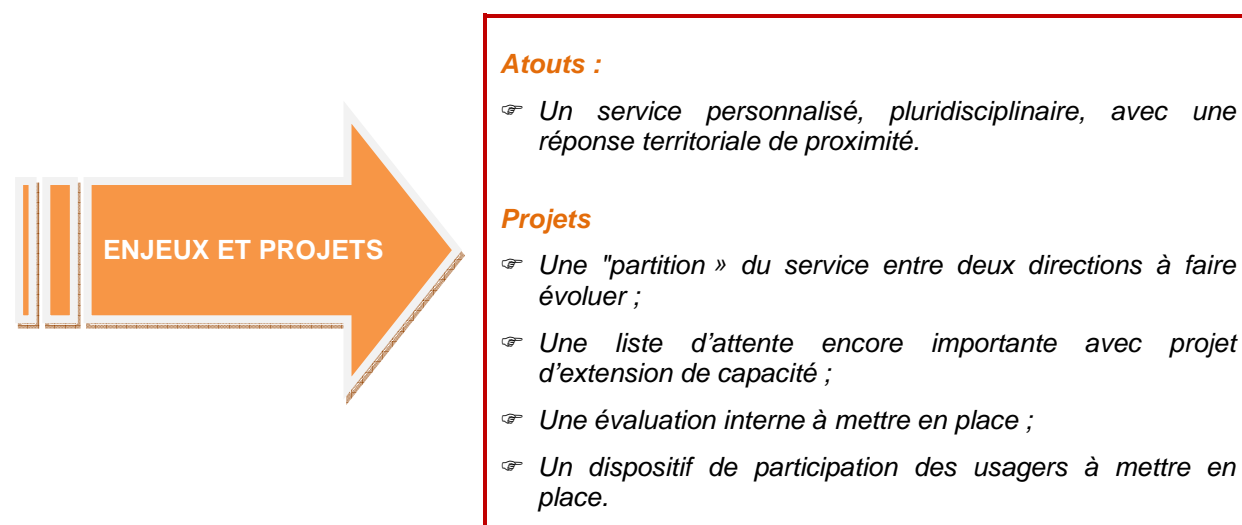 ENJEUX ET PROJETS
Atouts :
☞ Un service personnalisé, pluridisciplinaire, avec une
réponse territoriale de proximité.
Projets
☞ Une "partition » du service entre deux directions à faire
évoluer ;
☞ Une liste d'attente encore importante avec projet
d'extension de capacité ;
☞ Une évaluation interne à mettre en place ;
☞ Un dispositif de participation des usagers à mettre en
place.